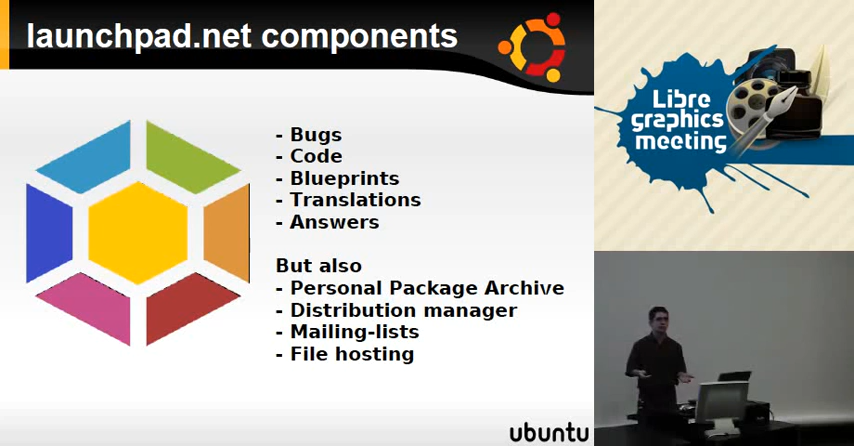 launchpad.net components
- Bugs
- Code
- Blueprints
- Translations
- Answers
But also
- Personal Package Archive
- Distribution manager
- Mailing-lists
- File hosting
ubuntu
Libre
graphics
meeting